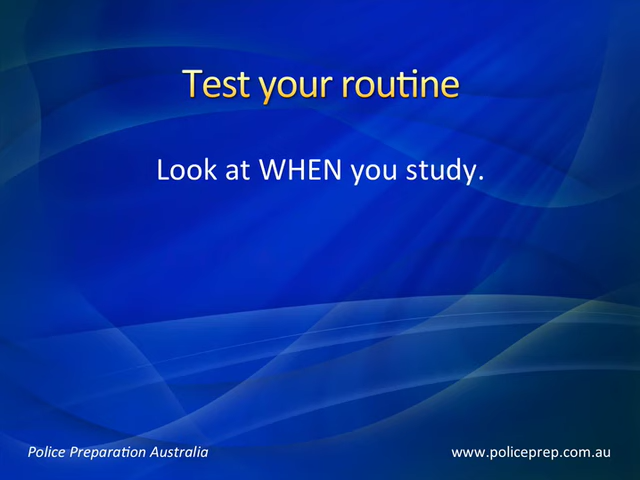 Test your routine
Look at WHEN you study.
Police Preparation Australia
www.policeprep.com.au